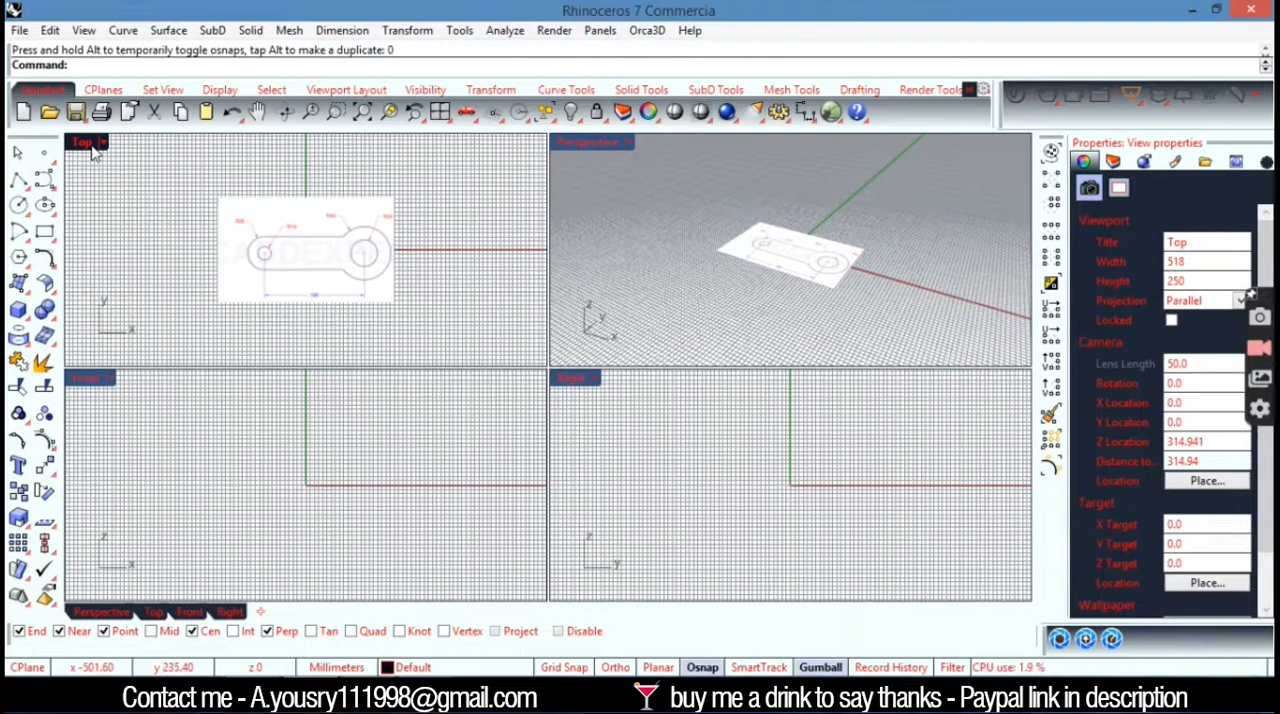 Rhinoceros 7 Commercia
File Edit View Curve Surface SubD Solid Mesh Dimension Transform Tools Analyze Render Panels Orca3D Help
Press and hold Alt to temporarily toggle osnaps, tap Alt to make a duplicate: 0
Command:
Standard CPlanes Set View Display Select Viewport Layout Visibility Transform Curve Tools Solid Tools SubD Tools Mesh Tools Drafting Render Tools
Top
Perspective
Properties: View properties
Viewport
Title Top
Width 518
Height 250
Projection Parallel
Locked
Camera
Lens Length 50.0
Rotation 0.0
X Location 0.0
Y Location 0.0
Z Location 314.941
Distance to... 314.94
Location Place...
Target
X Target 0.0
Y Target 0.0
Z Target 0.0
Location Place...
Wallpaper
y
x
z
y
x
Front
Right
z
x
z
y
Perspective Top Front Right
End Near Point Mid Cen Int Perp Tan Quad Knot Vertex Project Disable
CPlane x -501.60 y 235.40 z 0 Millimeters Default Grid Snap Ortho Planar Osnap SmartTrack Gumball Record History Filter CPU use: 1.9 %
Contact me - A.yousry111998@gmail.com buy me a drink to say thanks - Paypal link in description